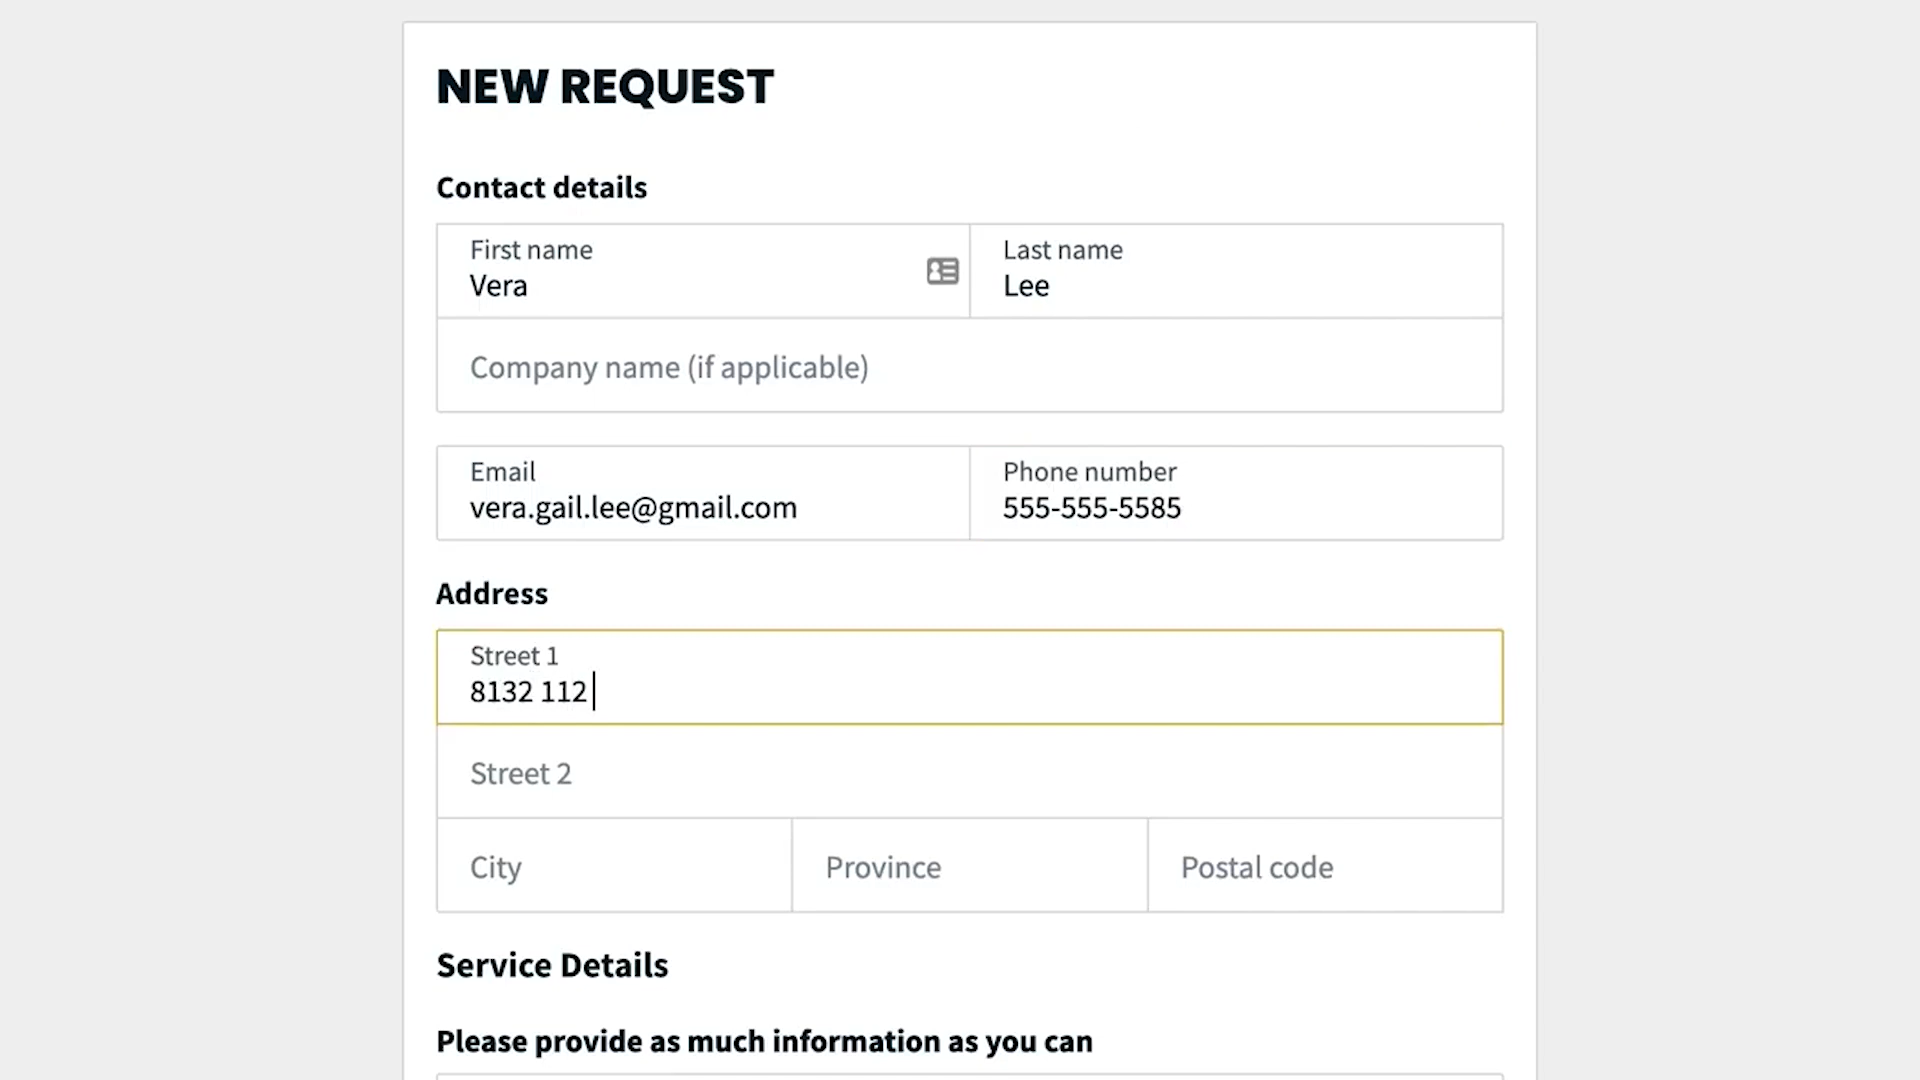 NEW REQUEST
Contact details
First name
Vera
Last name
Lee
Company name (if applicable)
Email
vera.gail.lee@gmail.com
Phone number
555-555-5585
Address
Street 1
8132 112
Street 2
City
Province
Postal code
Service Details
Please provide as much information as you can